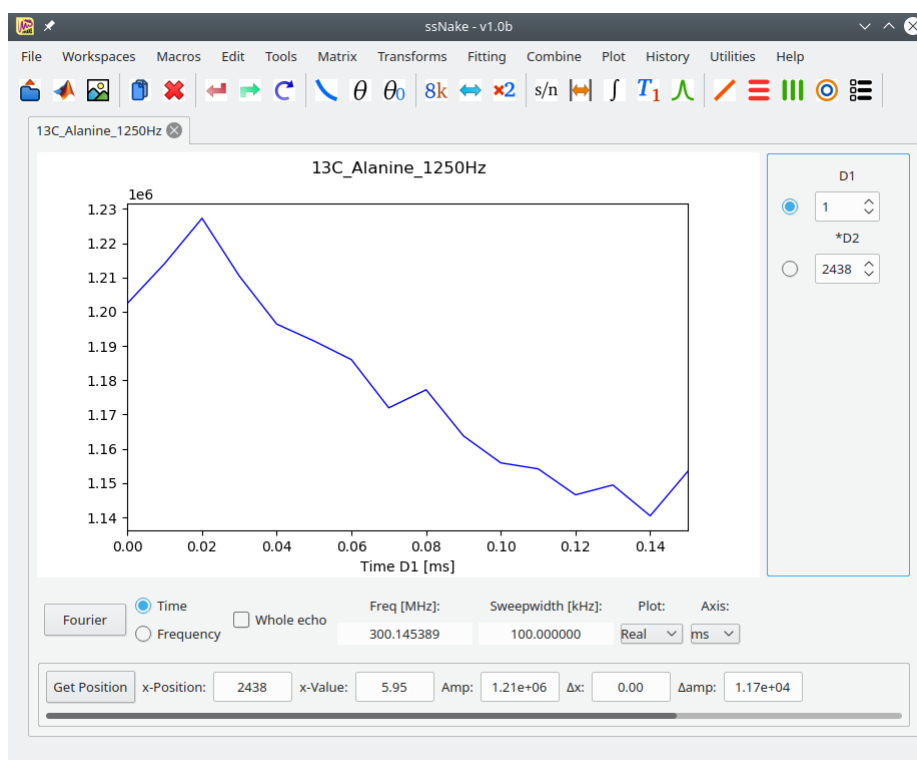 ssNake - v1.0b
File Workspaces Macros Edit Tools Matrix Transforms Fitting Combine Plot History Utilities Help
θ θ0 8k ×2 s/n ∫ T1
13C_Alanine_1250Hz
13C_Alanine_1250Hz
1e6
1.23
1.22
1.21
1.20
1.19
1.18
1.17
1.16
1.15
1.14
0.00 0.02 0.04 0.06 0.08 0.10 0.12 0.14
Time D1 [ms]
D1
1
*D2
2438
Fourier
Time
Frequency
Whole echo
Freq [MHz]: Sweepwidth [kHz]: Plot: Axis:
300.145389 100.000000 Real ms
Get Position x-Position: 2438 x-Value: 5.95 Amp: 1.21e+06 Δx: 0.00 Δamp: 1.17e+04